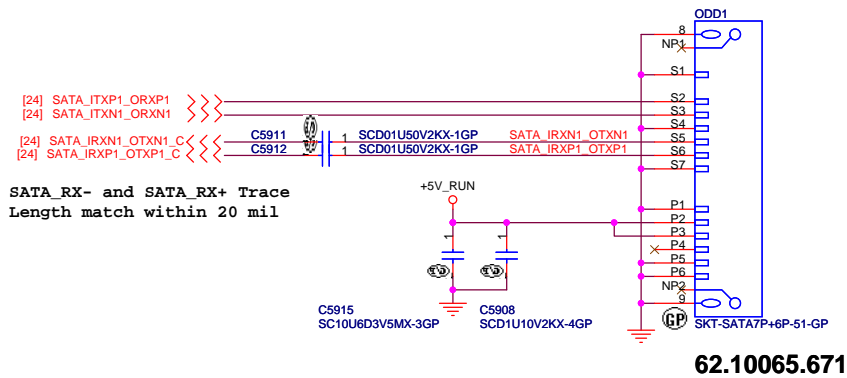 ODD1
8
NP1
S1
[24] SATA_ITXP1_ORXP1
S2
[24] SATA_ITXN1_ORXN1
S3
S4
[24] SATA_IRXN1_OTXN1_C
C5911
1
SCD01U50V2KX-1GP
SATA_IRXN1_OTXN1
S5
[24] SATA_IRXP1_OTXP1_C
C5912
1
SCD01U50V2KX-1GP
SATA_IRXP1_OTXP1
S6
S7
SATA_RX- and SATA_RX+ Trace
Length match within 20 mil
+5V_RUN
P1
P2
1
1
P3
P4
P5
P6
NP2
9
C5915
SC10U6D3V5MX-3GP
C5908
SCD1U10V2KX-4GP
GP
SKT-SATA7P+6P-51-GP
62.10065.671